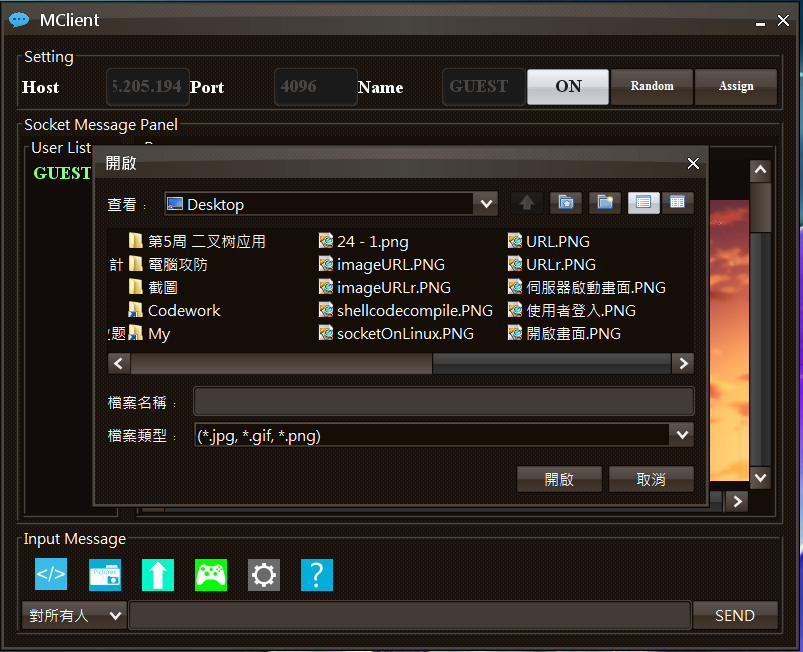 MClient
Setting
Host 5.205.194 Port 4096 Name GUEST ON Random Assign
Socket Message Panel
User List
GUEST
開啟
查看： Desktop
第5周 二叉树应用 24 - 1.png URL.PNG
計 電腦攻防 imageURL.PNG URLr.PNG
截圖 imageURLr.PNG 伺服器啟動畫面.PNG
Codework shellcodecompile.PNG 使用者登入.PNG
題 My socketOnLinux.PNG 開啟畫面.PNG
檔案名稱：
檔案類型： (*.jpg, *.gif, *.png)
開啟 取消
Input Message
</> Pictures ?
對所有人 SEND